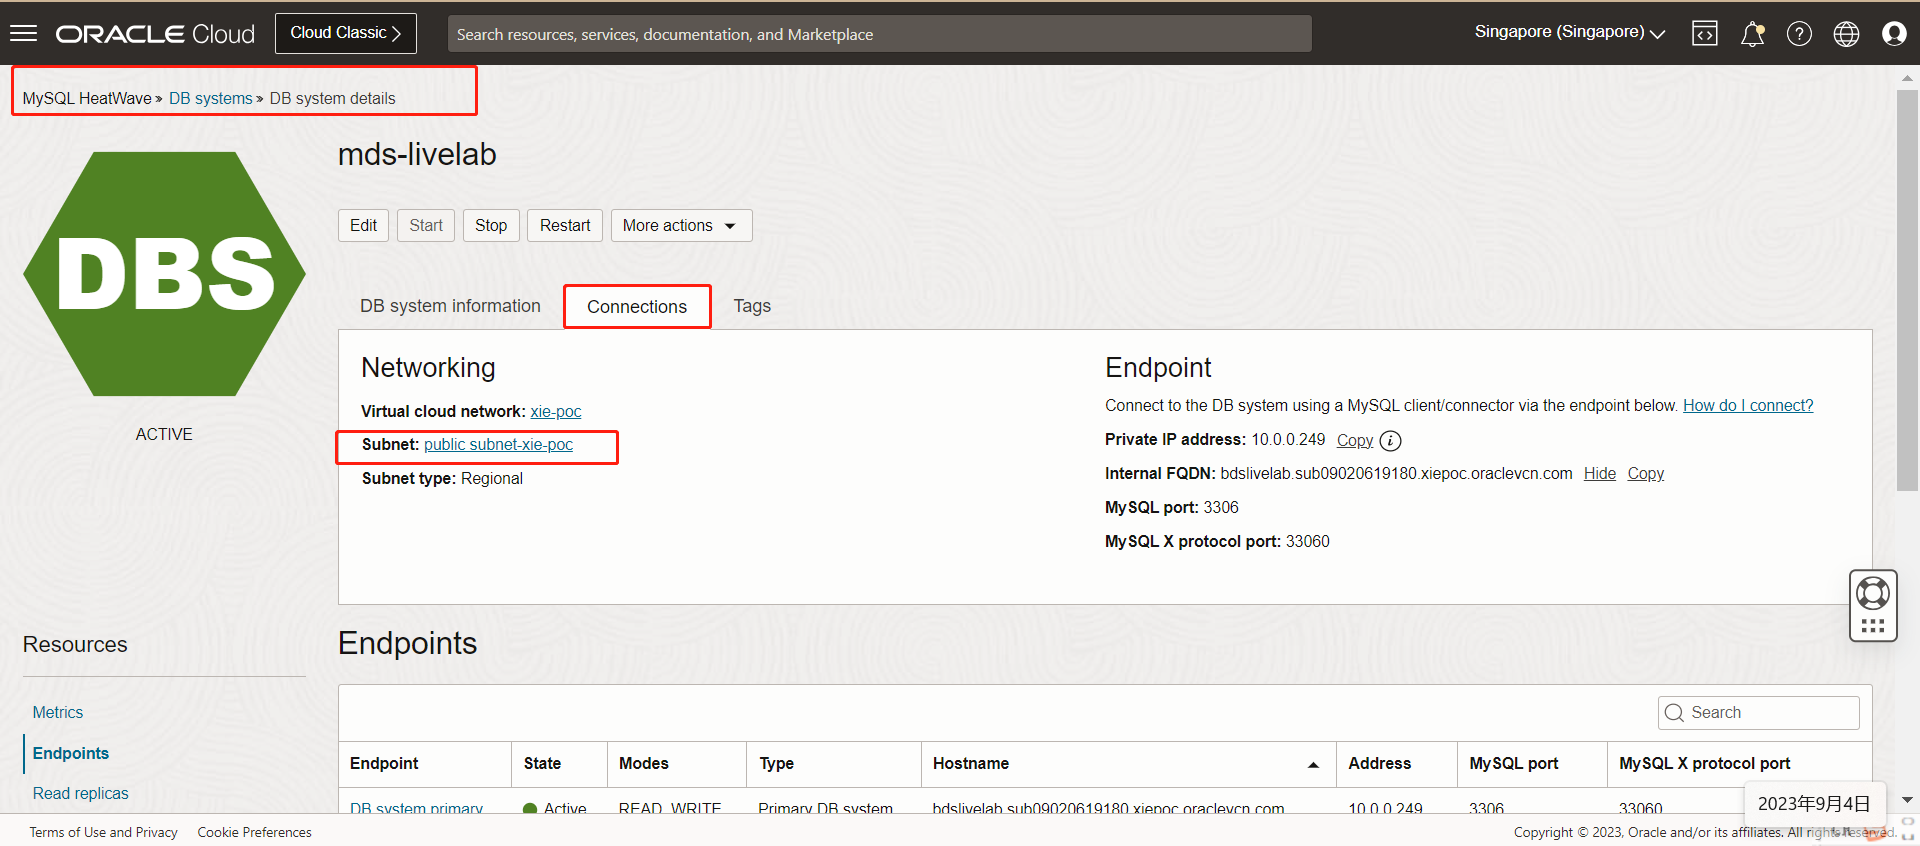 ORACLE Cloud
Cloud Classic
Search resources, services, documentation, and Marketplace
Singapore (Singapore)
MySQL HeatWave » DB systems » DB system details
DBS
ACTIVE
mds-livelab
Edit Start Stop Restart More actions
DB system information Connections Tags
Networking
Virtual cloud network: xie-poc
Subnet: public subnet-xie-poc
Subnet type: Regional
Endpoint
Connect to the DB system using a MySQL client/connector via the endpoint below. How do I connect?
Private IP address: 10.0.0.249 Copy
Internal FQDN: bdslivelab.sub09020619180.xiepoc.oraclevcn.com Hide Copy
MySQL port: 3306
MySQL X protocol port: 33060
Resources
Metrics
Endpoints
Read replicas
Endpoints
Search
Endpoint State Modes Type Hostname Address MySQL port MySQL X protocol port
DB system primary Active READ_WRITE Primary DB system bdslivelab.sub09020619180.xiepoc.oraclevcn.com 10.0.0.249 3306 33060
2023年9月4日
Terms of Use and Privacy Cookie Preferences
Copyright © 2023, Oracle and/or its affiliates. All rights reserved.